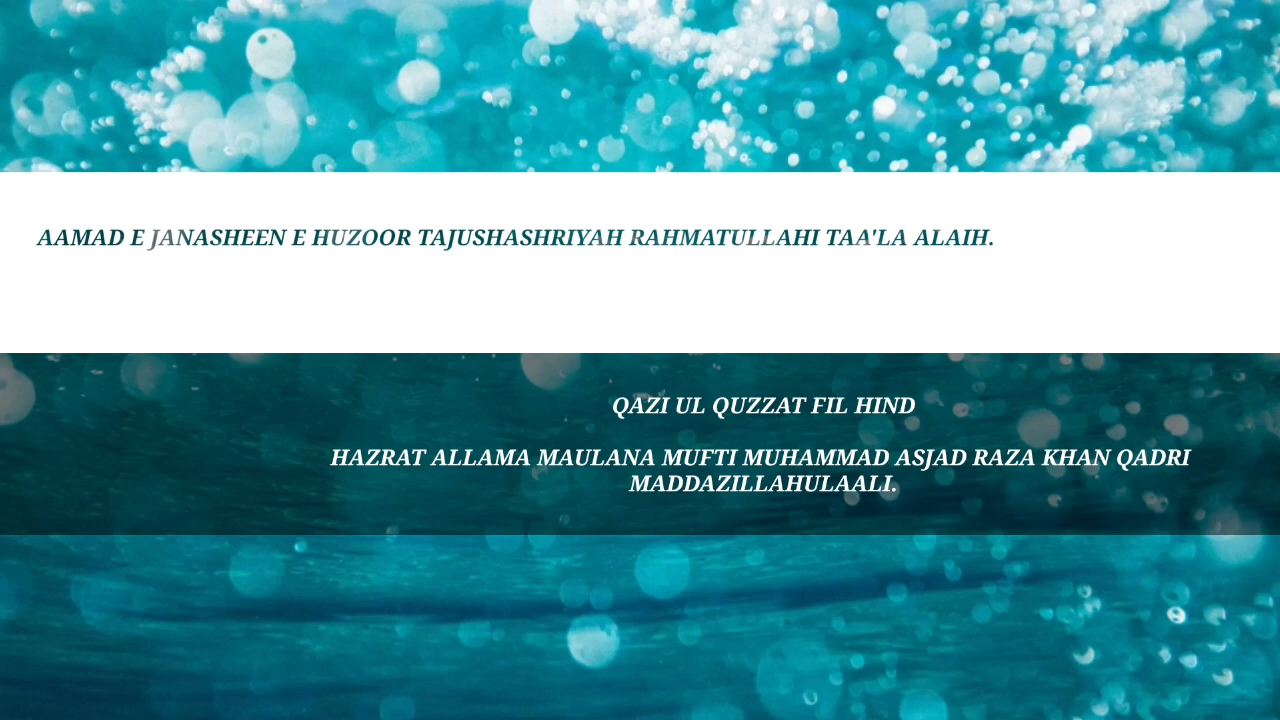 AAMAD E JANASHEEN E HUZOOR TAJUSHASHRIYAH RAHMATULLAHI TAA'LA ALAIH.
QAZI UL QUZZAT FIL HIND
HAZRAT ALLAMA MAULANA MUFTI MUHAMMAD ASJAD RAZA KHAN QADRI
MADDAZILLAHULAALI.